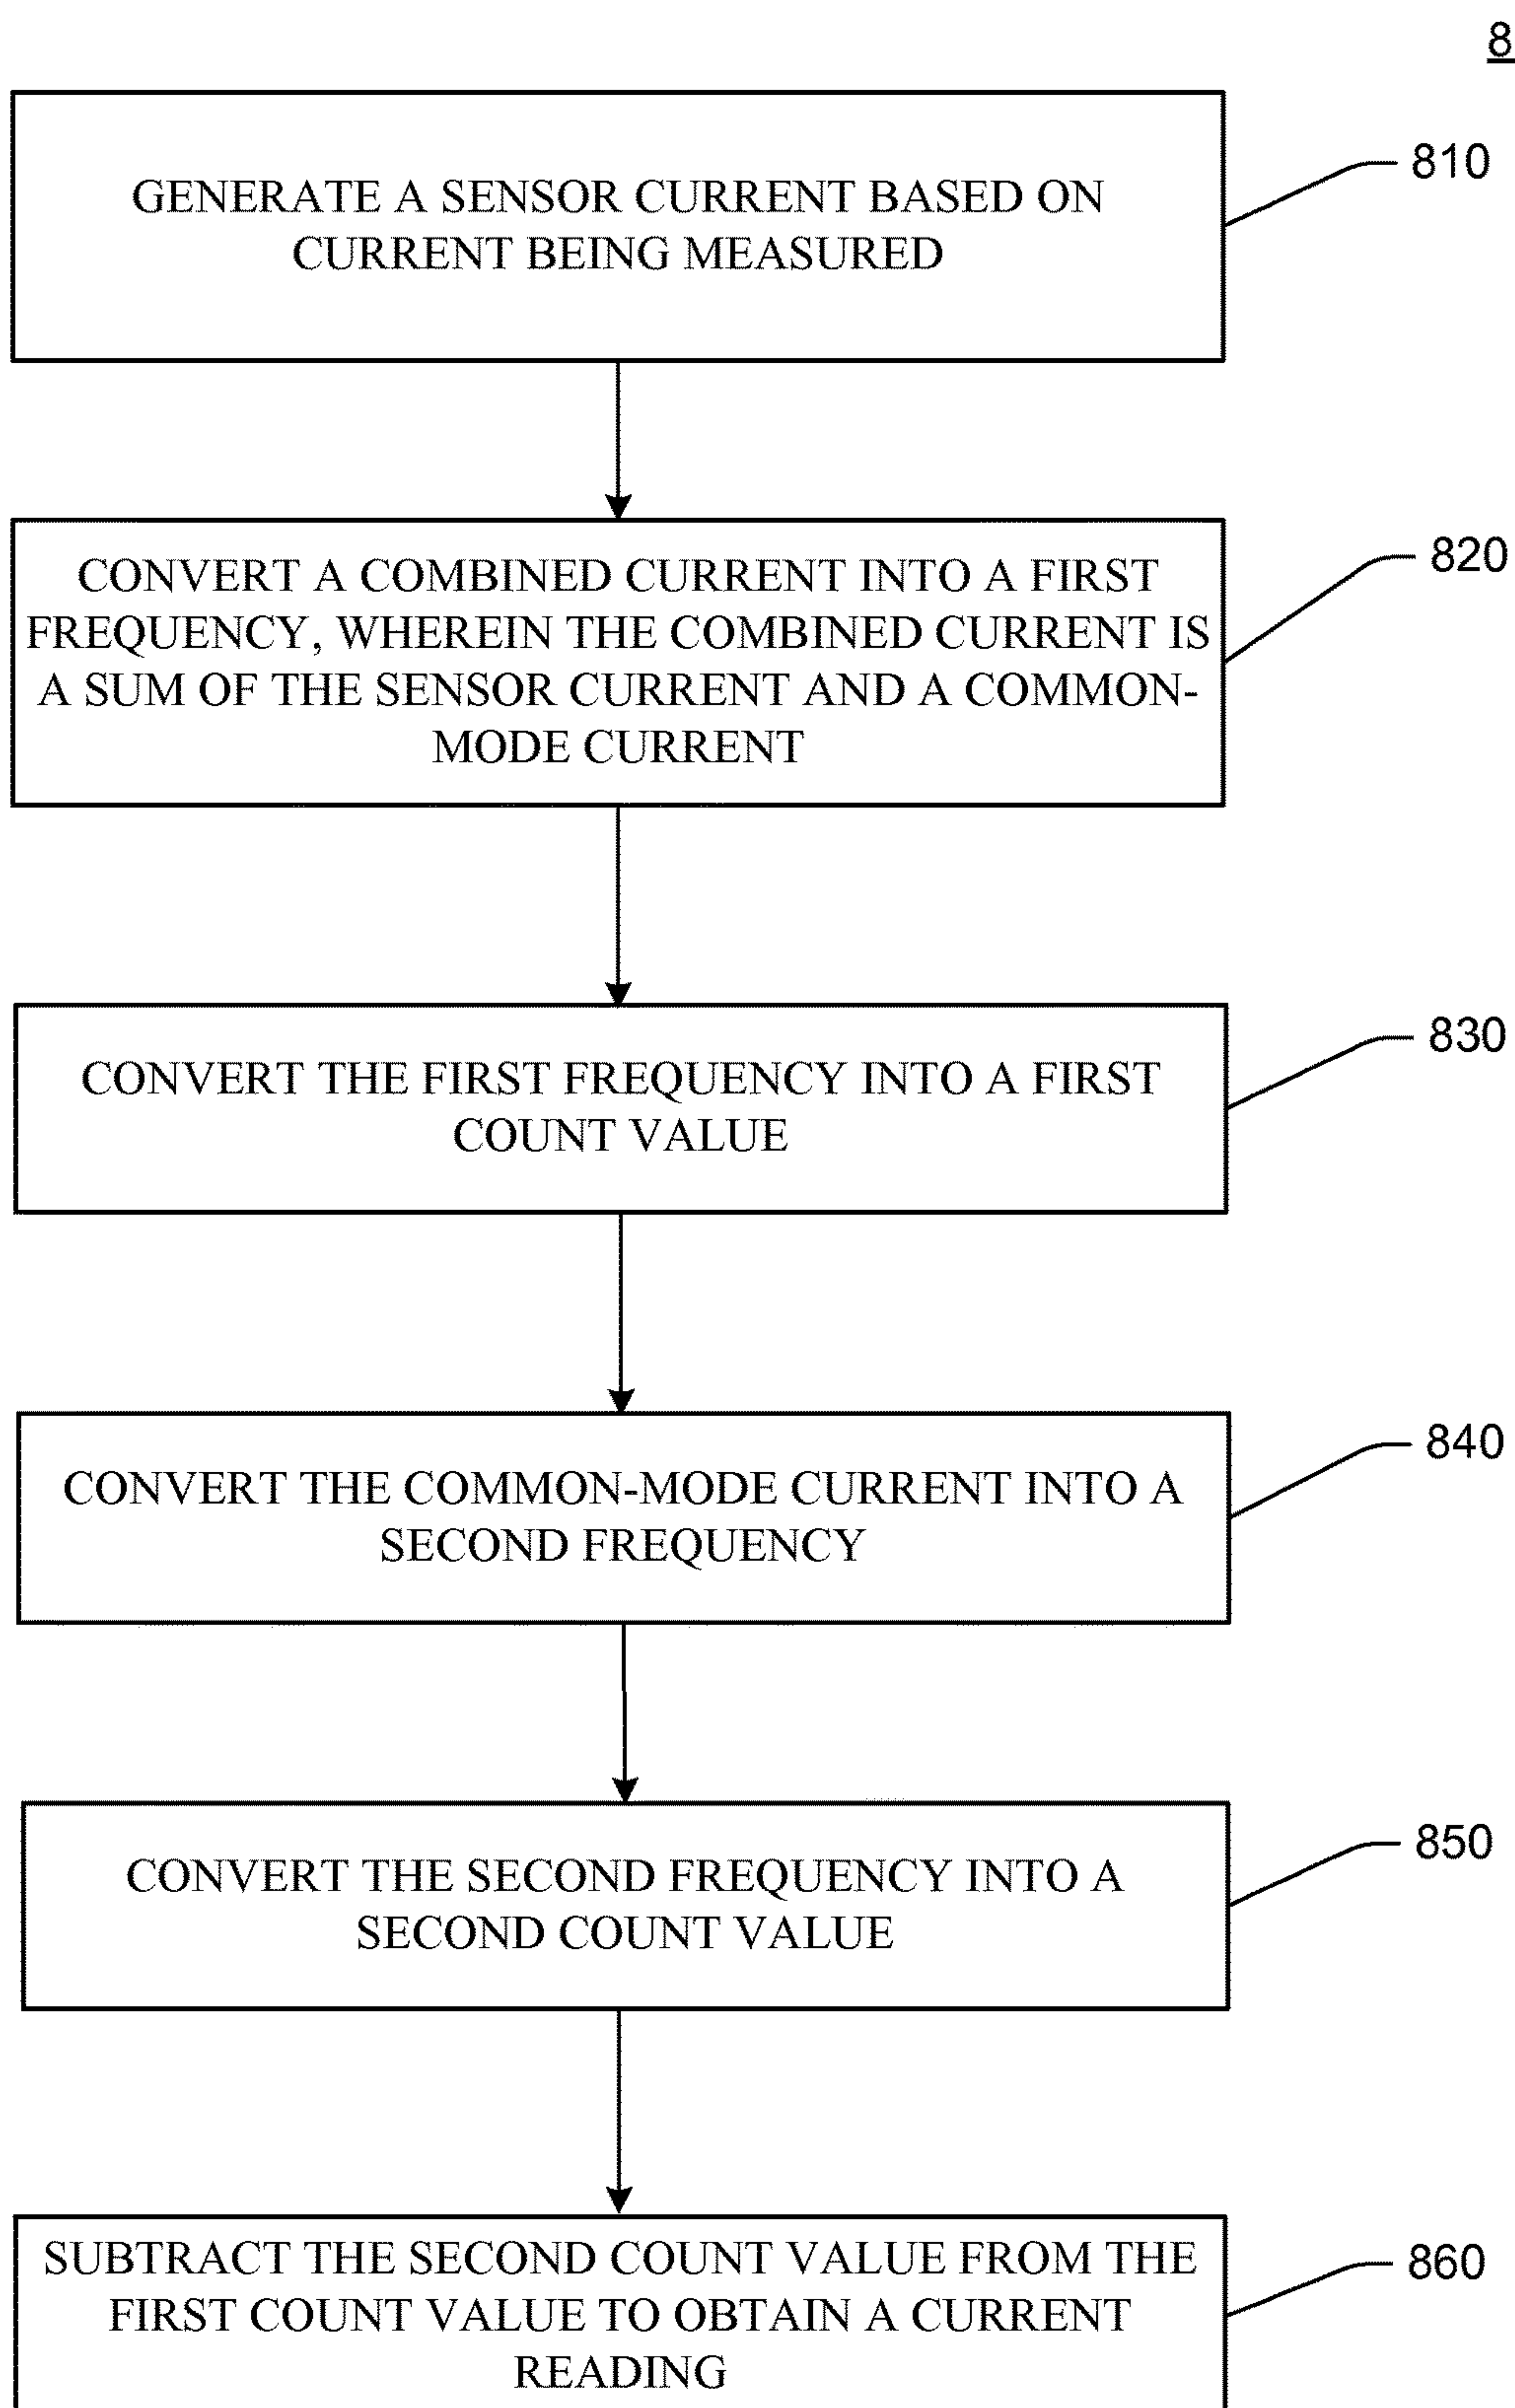 8
GENERATE A SENSOR CURRENT BASED ON
CURRENT BEING MEASURED
810
CONVERT A COMBINED CURRENT INTO A FIRST
FREQUENCY, WHEREIN THE COMBINED CURRENT IS
A SUM OF THE SENSOR CURRENT AND A COMMON-
MODE CURRENT
820
CONVERT THE FIRST FREQUENCY INTO A FIRST
COUNT VALUE
830
CONVERT THE COMMON-MODE CURRENT INTO A
SECOND FREQUENCY
840
CONVERT THE SECOND FREQUENCY INTO A
SECOND COUNT VALUE
850
SUBTRACT THE SECOND COUNT VALUE FROM THE
FIRST COUNT VALUE TO OBTAIN A CURRENT
READING
860